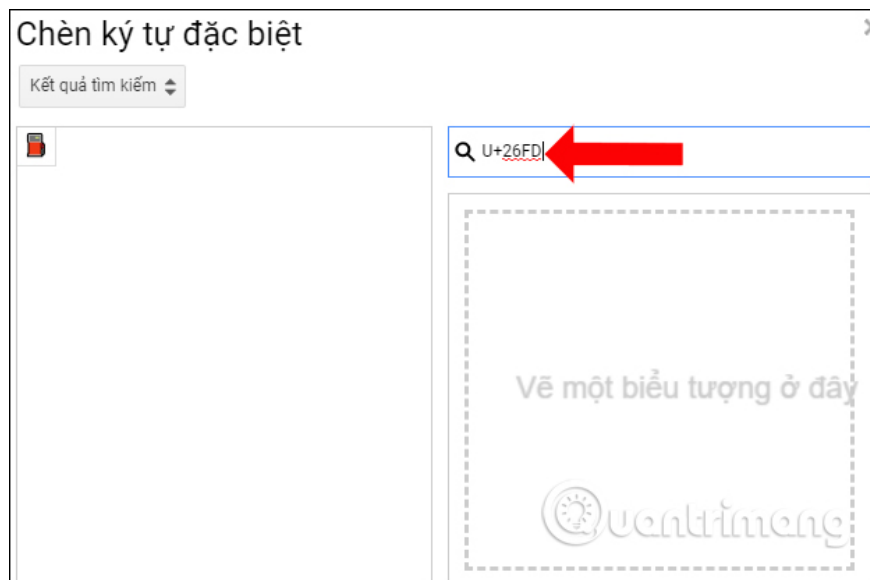 Chèn ký tự đặc biệt
Kết quả tìm kiếm
U+26FD
Vẽ một biểu tượng ở đây
Quantrimang